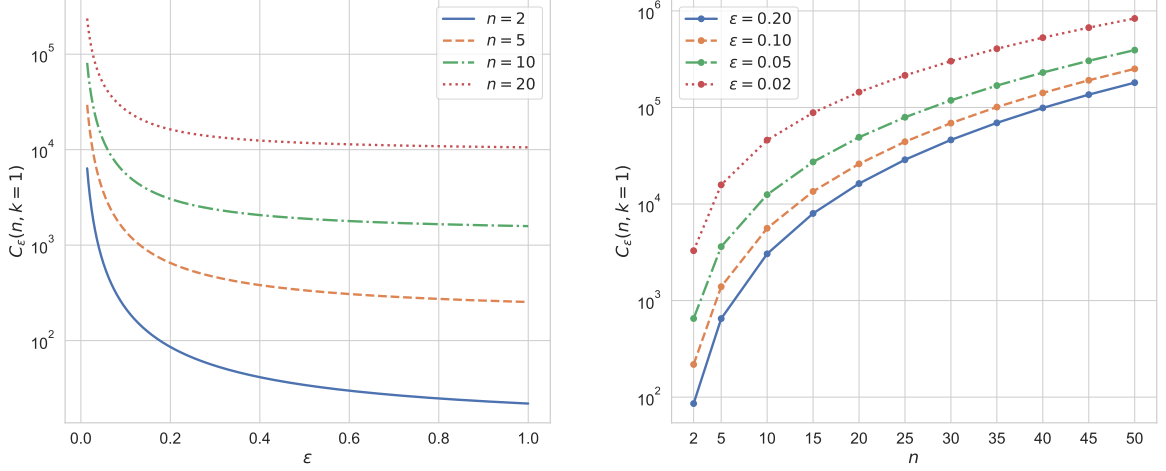 10^5
10^4
10^3
10^2
C_ε(n, k = 1)
0.0 0.2 0.4 0.6 0.8 1.0
ε
n = 2
n = 5
n = 10
n = 20
10^6
10^5
10^4
10^3
10^2
C_ε(n, k = 1)
2 5 10 15 20 25 30 35 40 45 50
n
ε = 0.20
ε = 0.10
ε = 0.05
ε = 0.02